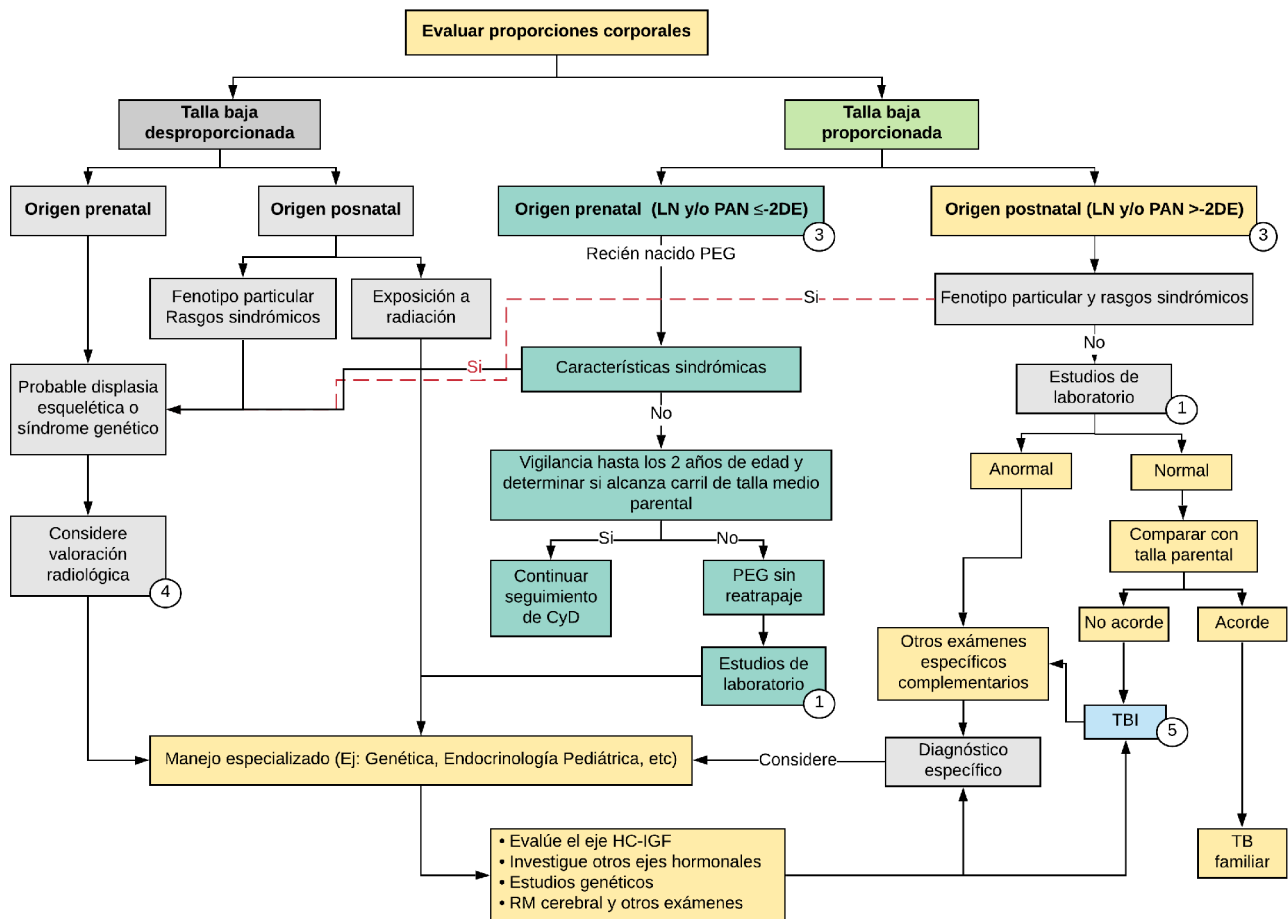 Evaluar proporciones corporales
Talla baja
desproporcionada
Talla baja
proporcionada
Origen prenatal
Origen posnatal
Origen prenatal (LN y/o PAN ≤-2DE)
3
Origen postnatal (LN y/o PAN >-2DE)
3
Recién nacido PEG
Fenotipo particular
Rasgos sindrómicos
Exposición a
radiación
Si
Fenotipo particular y rasgos sindrómicos
No
Probable displasia
esquelética o
síndrome genético
Si
Características sindrómicas
No
Estudios de
laboratorio
1
Vigilancia hasta los 2 años de edad y
determinar si alcanza carril de talla medio
parental
Anormal
Normal
Considere
valoración
radiológica
4
Si
No
Comparar con
talla parental
Continuar
seguimiento
de CyD
PEG sin
reatrapaje
No acorde
Acorde
Estudios de
laboratorio
1
Otros exámenes
específicos
complementarios
TBI
5
Manejo especializado (Ej: Genética, Endocrinología Pediátrica, etc)
Considere
Diagnóstico
específico
• Evalúe el eje HC-IGF
• Investigue otros ejes hormonales
• Estudios genéticos
• RM cerebral y otros exámenes
TB
familiar